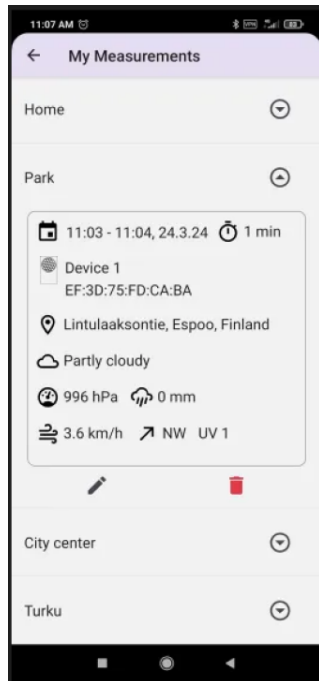 11:07 AM
My Measurements
Home
Park
11:03 - 11:04, 24.3.24 1 min
Device 1
EF:3D:75:FD:CA:BA
Lintulaaksontie, Espoo, Finland
Partly cloudy
996 hPa 0 mm
3.6 km/h NW UV 1
City center
Turku